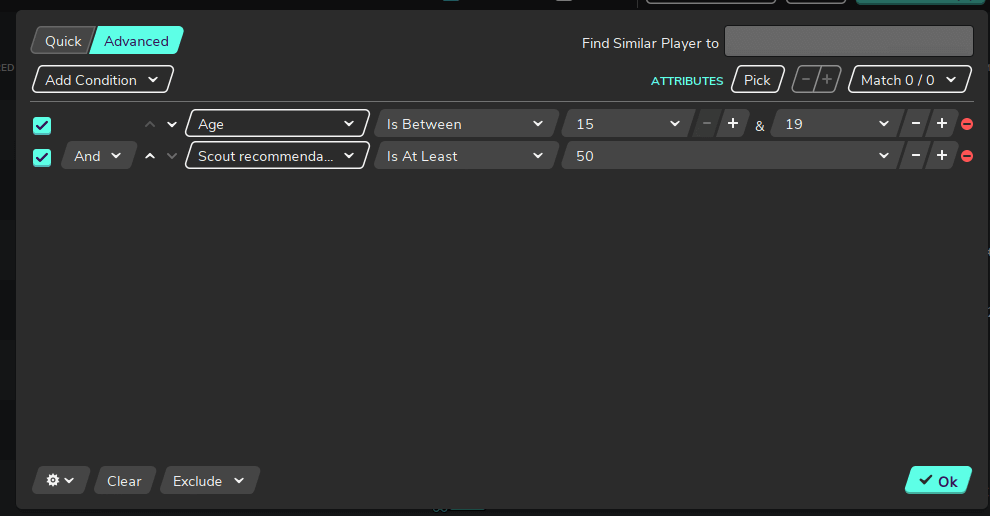 Quick Advanced Find Similar Player to
Add Condition ATTRIBUTES Pick − / + Match 0 / 0
Age Is Between 15 − + & 19 − +
And Scout recommenda... Is At Least 50 − +
Clear Exclude Ok